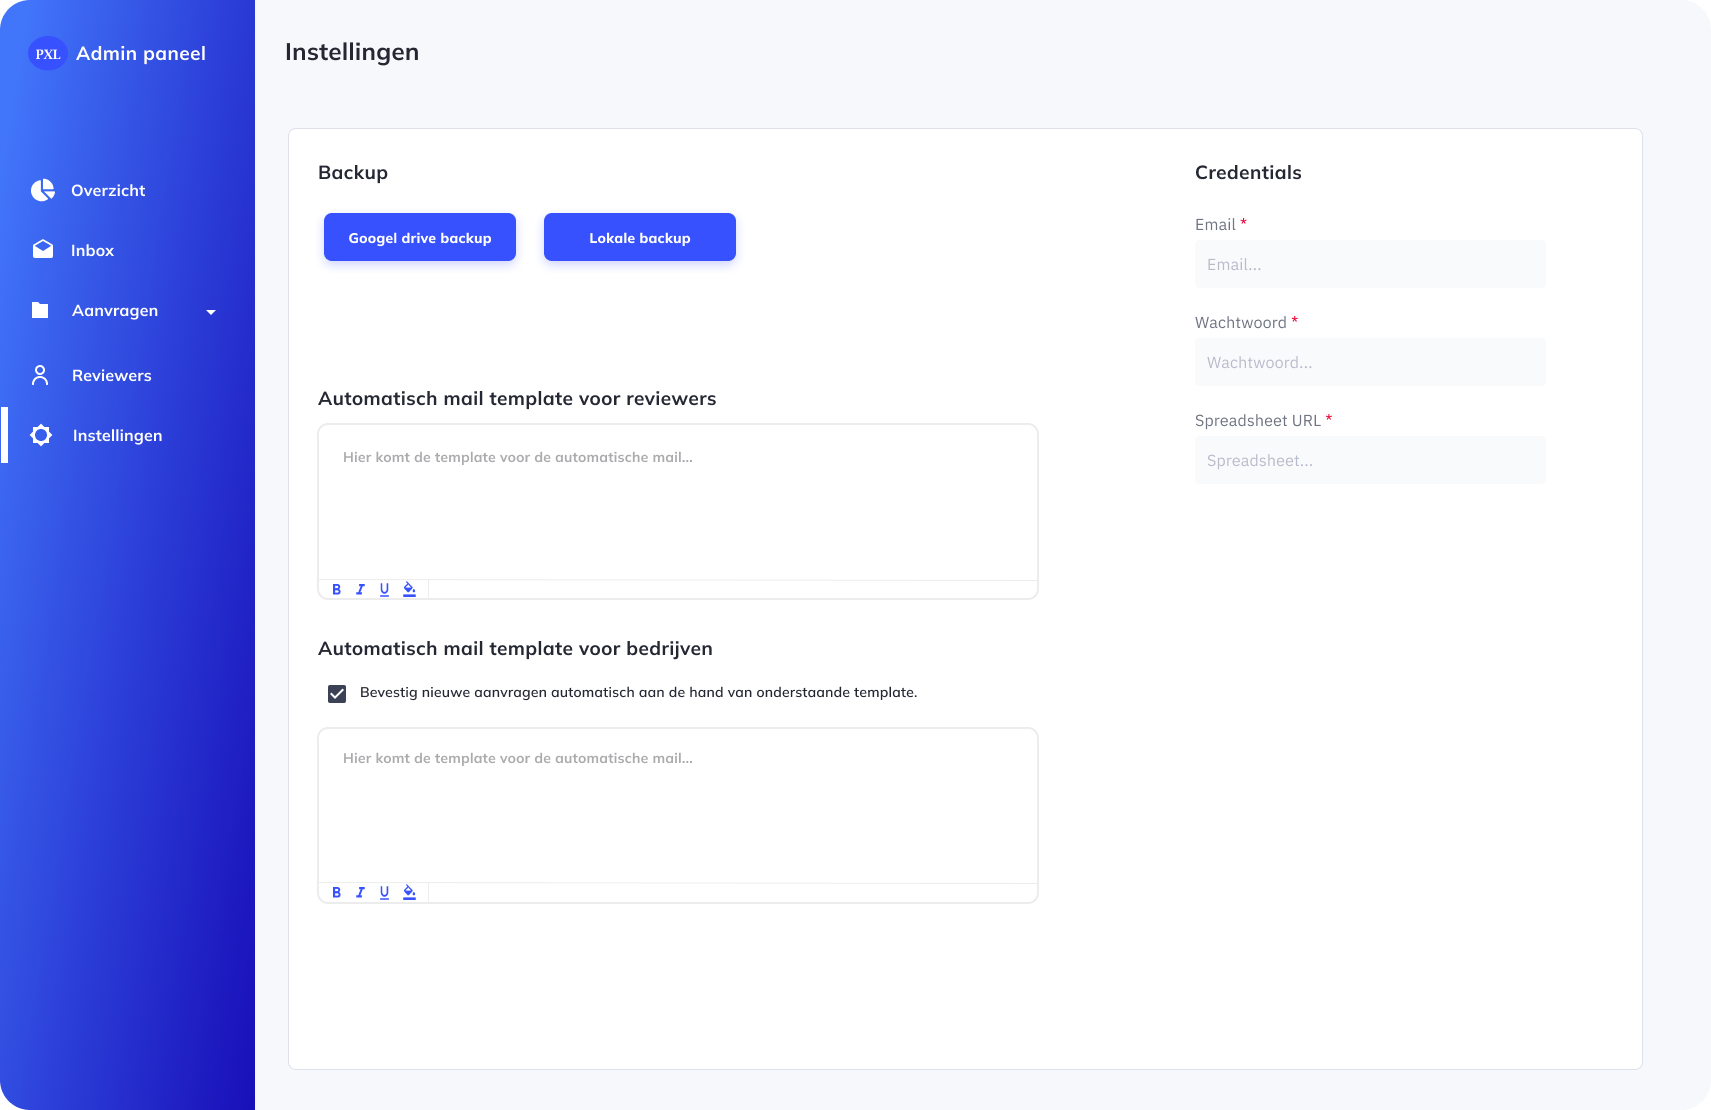 PXL Admin paneel
Overzicht
Inbox
Aanvragen
Reviewers
Instellingen
Instellingen
Backup
Googel drive backup
Lokale backup
Automatisch mail template voor reviewers
Hier komt de template voor de automatische mail...
B I U
Automatisch mail template voor bedrijven
Bevestig nieuwe aanvragen automatisch aan de hand van onderstaande template.
Hier komt de template voor de automatische mail...
B I U
Credentials
Email *
Email...
Wachtwoord *
Wachtwoord...
Spreadsheet URL *
Spreadsheet...